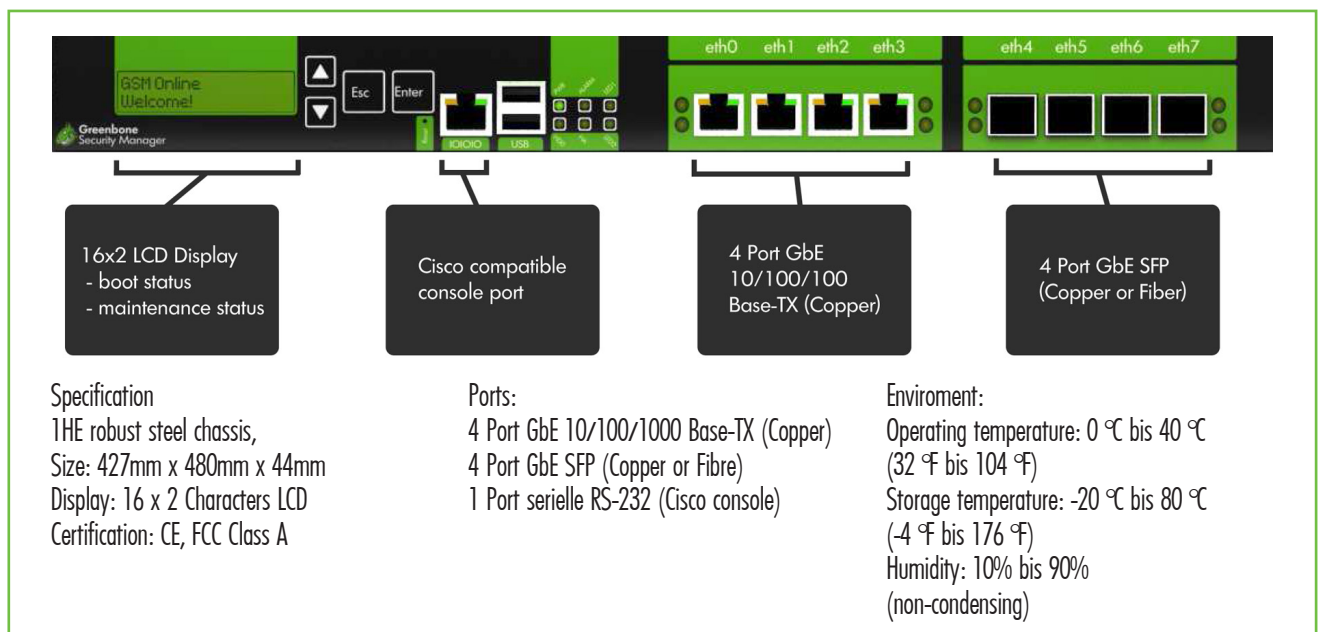 eth0 eth1 eth2 eth3
eth4 eth5 eth6 eth7
GSM Online
Welcome!
Esc
Enter
Greenbone
Security Manager
Reset
IOIOIO
USB
16x2 LCD Display
- boot status
- maintenance status
Cisco compatible
console port
4 Port GbE
10/100/100
Base-TX (Copper)
4 Port GbE SFP
(Copper or Fiber)
Specification
1HE robust steel chassis,
Size: 427mm x 480mm x 44mm
Display: 16 x 2 Characters LCD
Certification: CE, FCC Class A
Ports:
4 Port GbE 10/100/1000 Base-TX (Copper)
4 Port GbE SFP (Copper or Fibre)
1 Port serielle RS-232 (Cisco console)
Enviroment:
Operating temperature: 0 °C bis 40 °C
(32 °F bis 104 °F)
Storage temperature: -20 °C bis 80 °C
(-4 °F bis 176 °F)
Humidity: 10% bis 90%
(non-condensing)